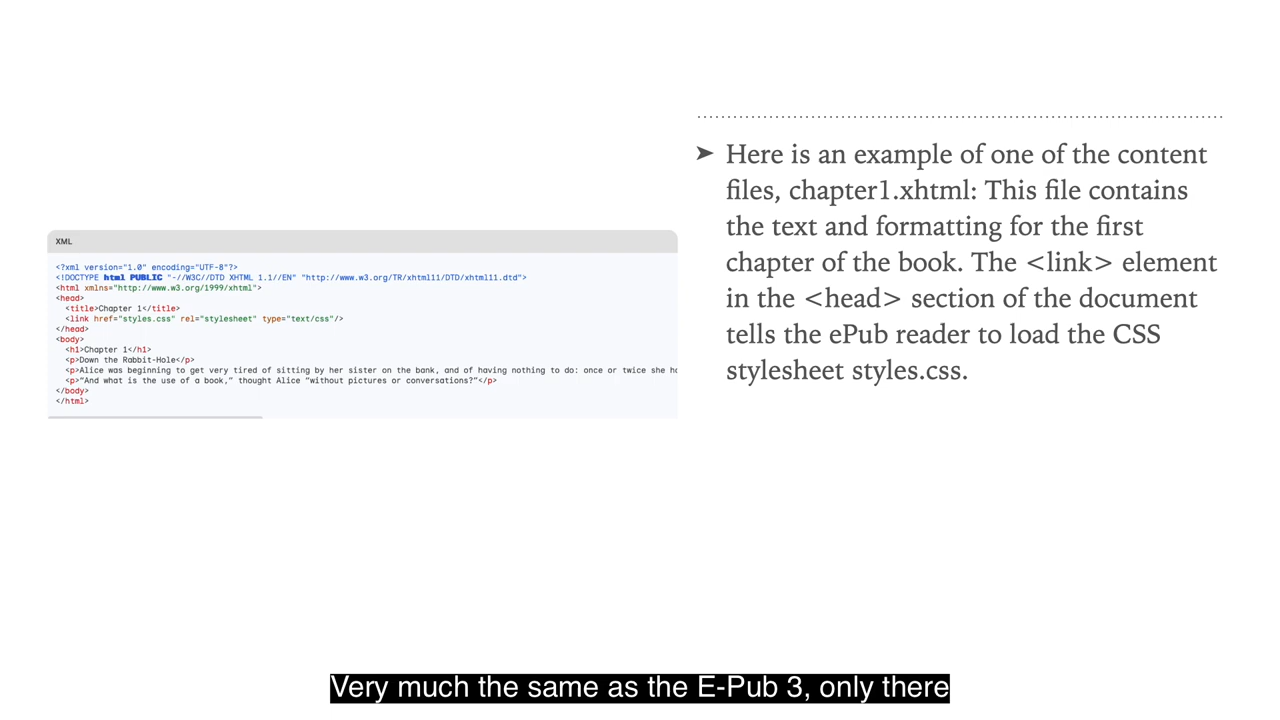 XML
<?xml version="1.0" encoding="UTF-8"?>
<!DOCTYPE html PUBLIC "-//W3C//DTD XHTML 1.1//EN" "http://www.w3.org/TR/xhtml11/DTD/xhtml11.dtd">
<html xmlns="http://www.w3.org/1999/xhtml">
<head>
<title>Chapter 1</title>
<link href="styles.css" rel="stylesheet" type="text/css"/>
</head>
<body>
<h1>Chapter 1</h1>
<p>Down the Rabbit-Hole</p>
<p>Alice was beginning to get very tired of sitting by her sister on the bank, and of having nothing to do: once or twice she
<p>“And what is the use of a book,” thought Alice “without pictures or conversations?”</p>
</body>
</html>
➤ Here is an example of one of the content
files, chapter1.xhtml: This file contains
the text and formatting for the first
chapter of the book. The <link> element
in the <head> section of the document
tells the ePub reader to load the CSS
stylesheet styles.css.
Very much the same as the E-Pub 3, only there